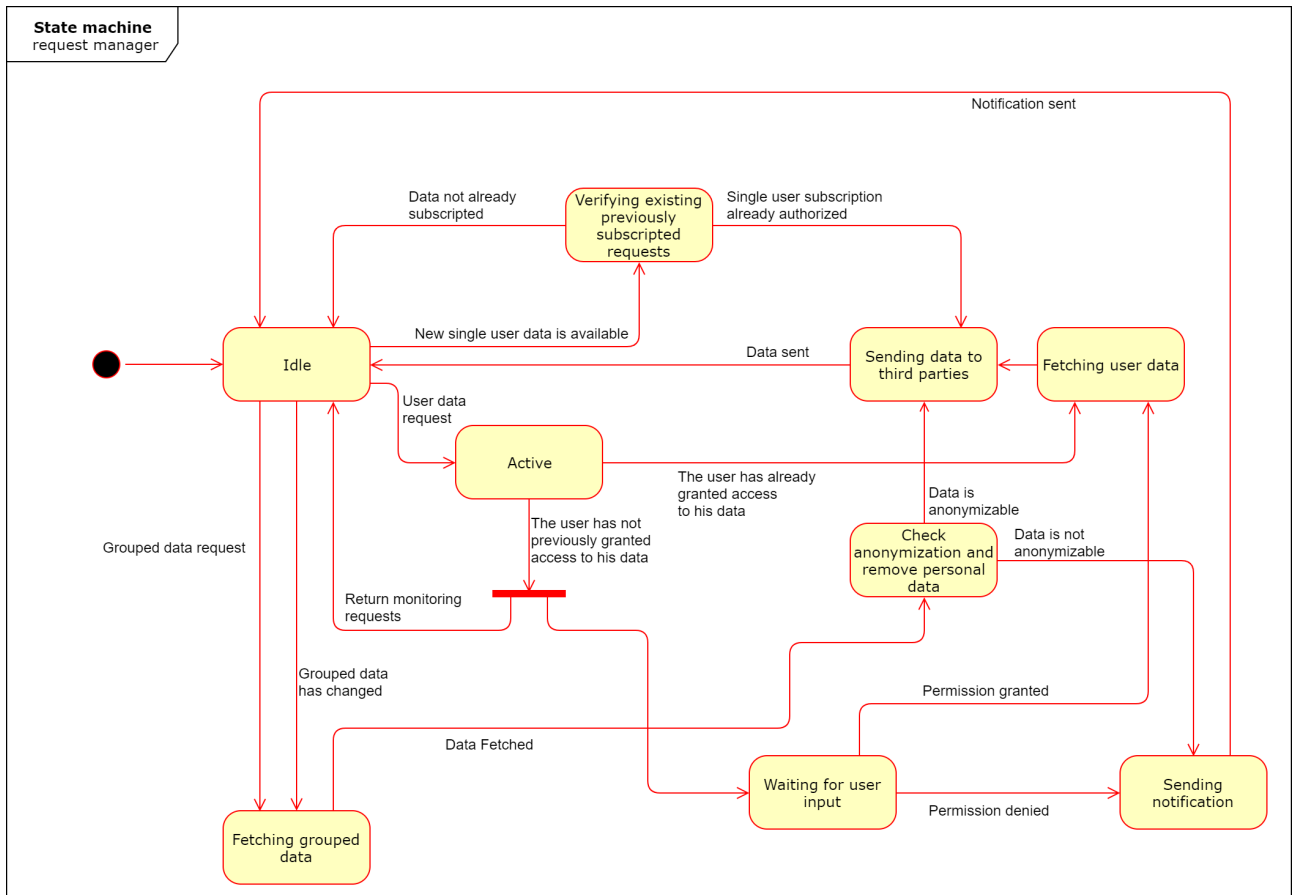 State machine
request manager
Notification sent
Data not already
subscripted
Verifying existing
previously
subscripted
requests
Single user subscription
already authorized
New single user data is available
Idle
Data sent
Sending data to
third parties
Fetching user data
User data
request
Active
The user has already
granted access
to his data
Data is
anonymizable
The user has not
previously granted
access to his data
Check
anonymization and
remove personal
data
Data is not
anonymizable
Grouped data request
Return monitoring
requests
Grouped data
has changed
Permission granted
Data Fetched
Waiting for user
input
Permission denied
Sending
notification
Fetching grouped
data